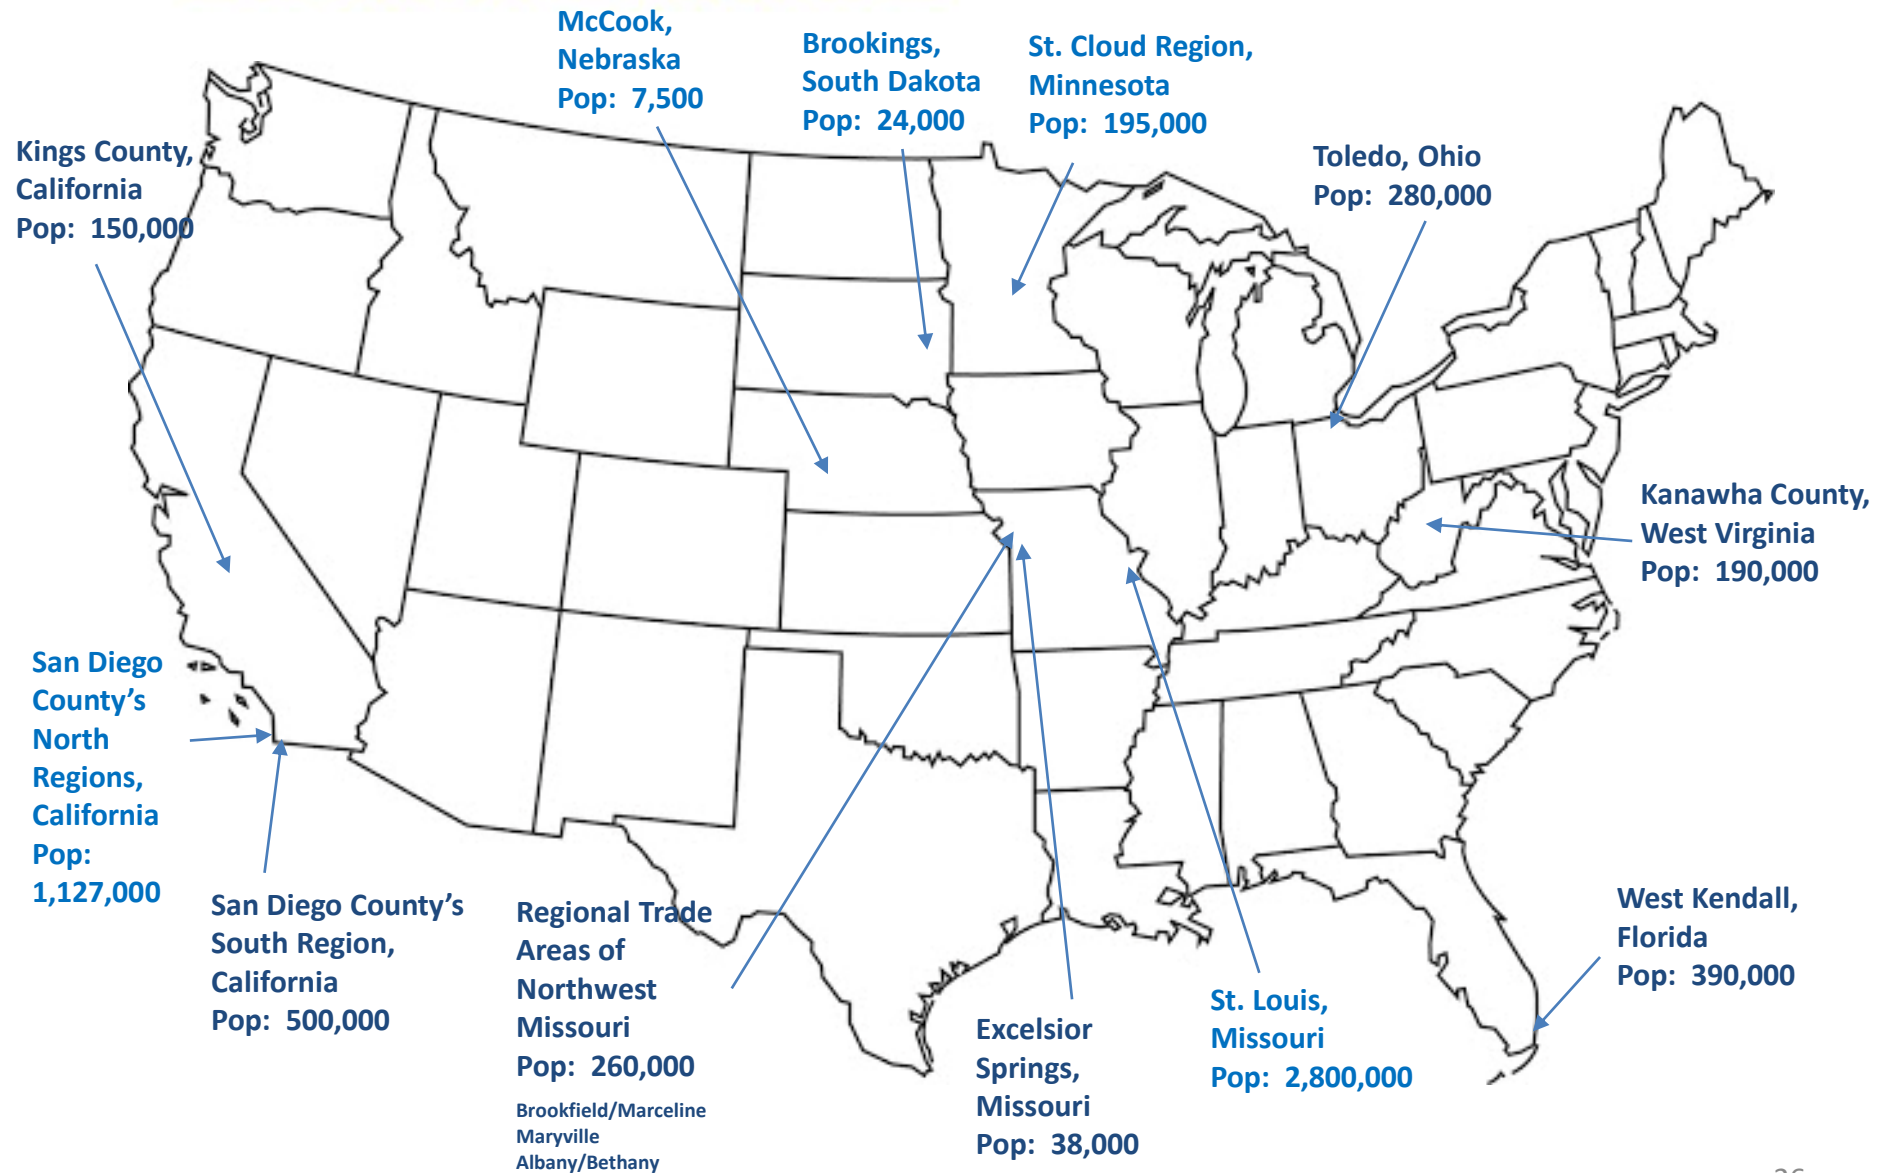 McCook,
Nebraska
Pop: 7,500
Brookings,
South Dakota
Pop: 24,000
St. Cloud Region,
Minnesota
Pop: 195,000
Kings County,
California
Pop: 150,000
Toledo, Ohio
Pop: 280,000
Kanawha County,
West Virginia
Pop: 190,000
San Diego
County’s
North
Regions,
California
Pop:
1,127,000
San Diego County’s
South Region,
California
Pop: 500,000
Regional Trade
Areas of
Northwest
Missouri
Pop: 260,000
Brookfield/Marceline
Maryville
Albany/Bethany
Excelsior
Springs,
Missouri
Pop: 38,000
St. Louis,
Missouri
Pop: 2,800,000
West Kendall,
Florida
Pop: 390,000